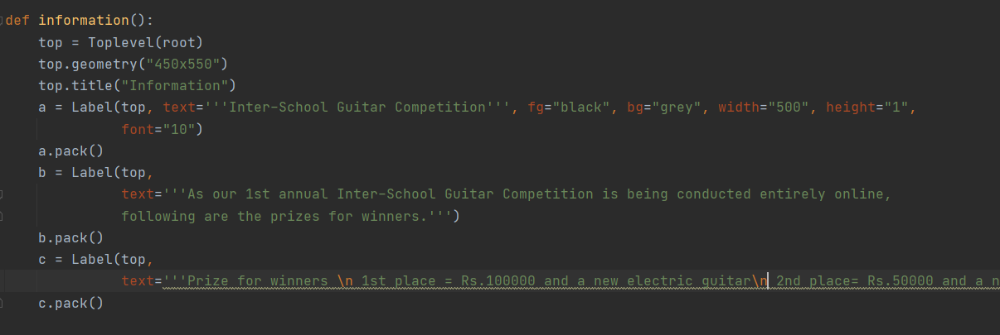 def information():
    top = Toplevel(root)
    top.geometry("450x550")
    top.title("Information")
    a = Label(top, text='''Inter-School Guitar Competition''', fg="black", bg="grey", width="500", height="1",
              font="10")
    a.pack()
    b = Label(top,
              text='''As our 1st annual Inter-School Guitar Competition is being conducted entirely online,
              following are the prizes for winners.''')
    b.pack()
    c = Label(top,
              text='''Prize for winners \n 1st place = Rs.100000 and a new electric guitar\n 2nd place= Rs.50000 and a n
    c.pack()